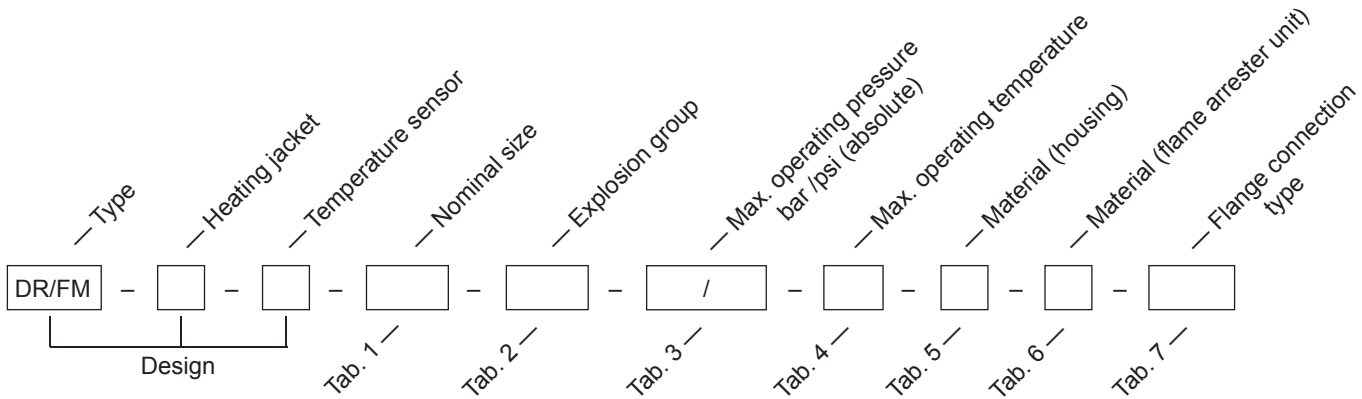 — Type
— Heating jacket
— Temperature sensor
— Nominal size
— Explosion group
— Max. operating pressure
bar /psi (absolute)
— Max. operating temperature
— Material (housing)
— Material (flame arrester unit)
— Flange connection
type
DR/FM – – – – – / – – – –
Design
Tab. 1 —
Tab. 2 —
Tab. 3 —
Tab. 4 —
Tab. 5 —
Tab. 6 —
Tab. 7 —